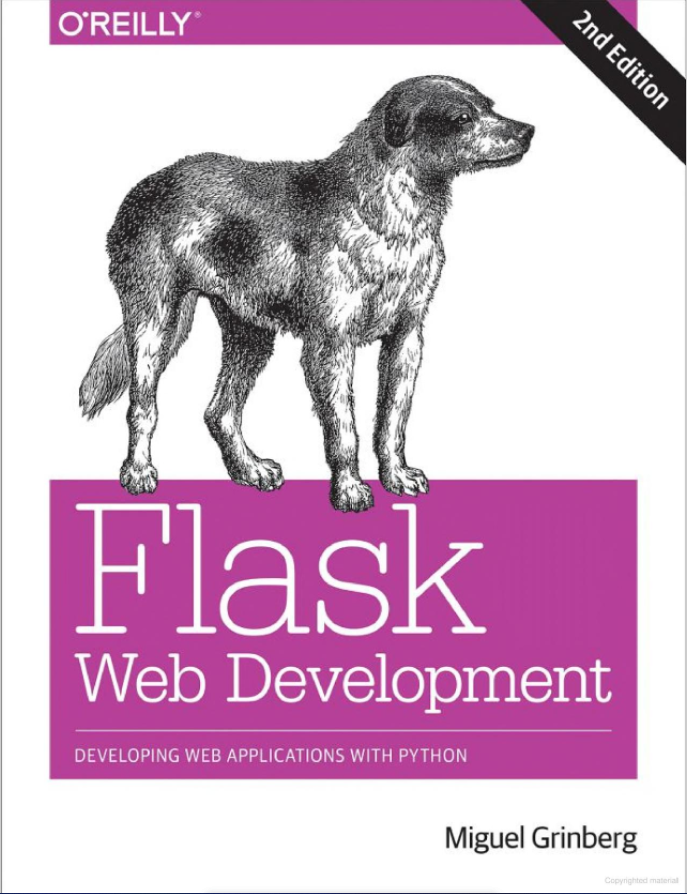 O'REILLY®
2nd Edition
Flask
Web Development
DEVELOPING WEB APPLICATIONS WITH PYTHON
Miguel Grinberg
Copyrighted material